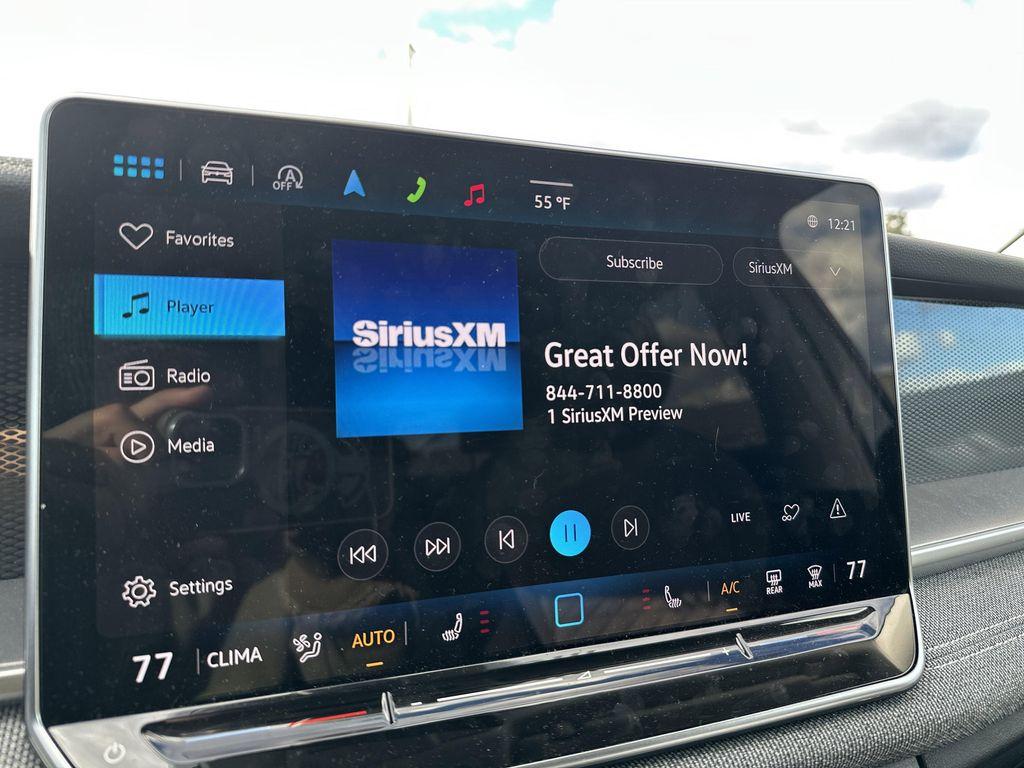 OFF
55 °F
12:21
Favorites
Subscribe
SiriusXM
Player
SiriusXM
Great Offer Now!
Radio
844-711-8800
1 SiriusXM Preview
Media
LIVE
Settings
A/C
REAR
MAX
77
77
CLIMA
AUTO